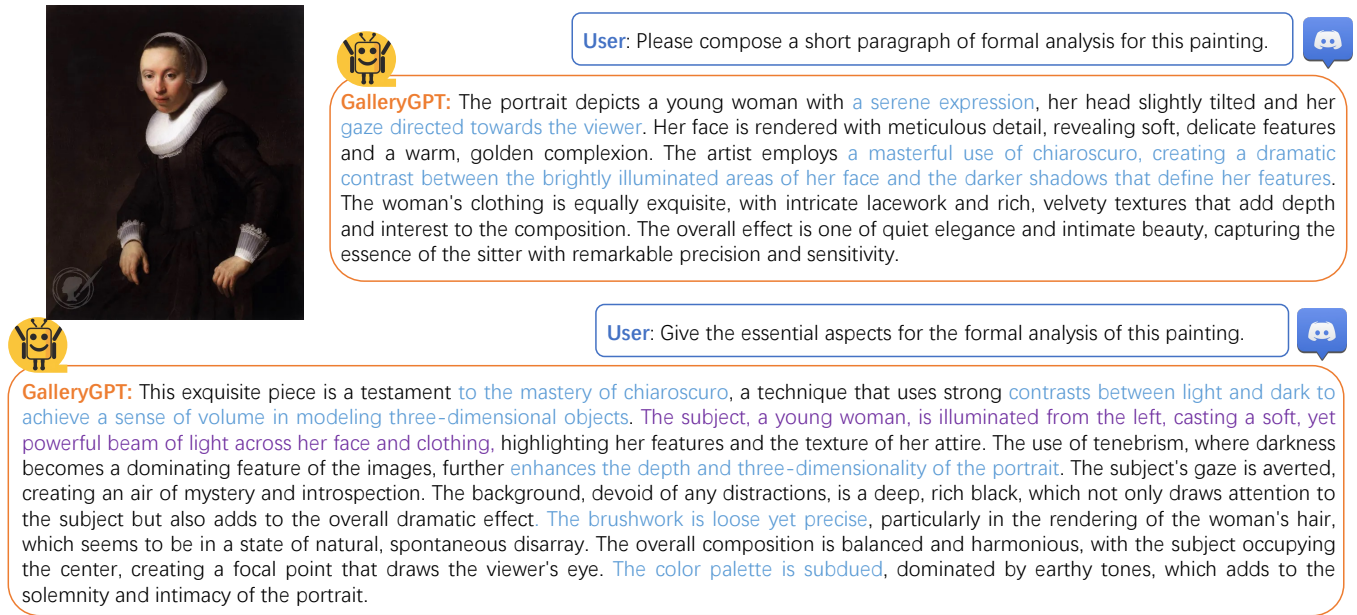 User: Please compose a short paragraph of formal analysis for this painting.
GalleryGPT: The portrait depicts a young woman with a serene expression, her head slightly tilted and her
gaze directed towards the viewer. Her face is rendered with meticulous detail, revealing soft, delicate features
and a warm, golden complexion. The artist employs a masterful use of chiaroscuro, creating a dramatic
contrast between the brightly illuminated areas of her face and the darker shadows that define her features.
The woman's clothing is equally exquisite, with intricate lacework and rich, velvety textures that add depth
and interest to the composition. The overall effect is one of quiet elegance and intimate beauty, capturing the
essence of the sitter with remarkable precision and sensitivity.
User: Give the essential aspects for the formal analysis of this painting.
GalleryGPT: This exquisite piece is a testament to the mastery of chiaroscuro, a technique that uses strong contrasts between light and dark to
achieve a sense of volume in modeling three-dimensional objects. The subject, a young woman, is illuminated from the left, casting a soft, yet
powerful beam of light across her face and clothing, highlighting her features and the texture of her attire. The use of tenebrism, where darkness
becomes a dominating feature of the images, further enhances the depth and three-dimensionality of the portrait. The subject's gaze is averted,
creating an air of mystery and introspection. The background, devoid of any distractions, is a deep, rich black, which not only draws attention to
the subject but also adds to the overall dramatic effect. The brushwork is loose yet precise, particularly in the rendering of the woman's hair,
which seems to be in a state of natural, spontaneous disarray. The overall composition is balanced and harmonious, with the subject occupying
the center, creating a focal point that draws the viewer's eye. The color palette is subdued, dominated by earthy tones, which adds to the
solemnity and intimacy of the portrait.